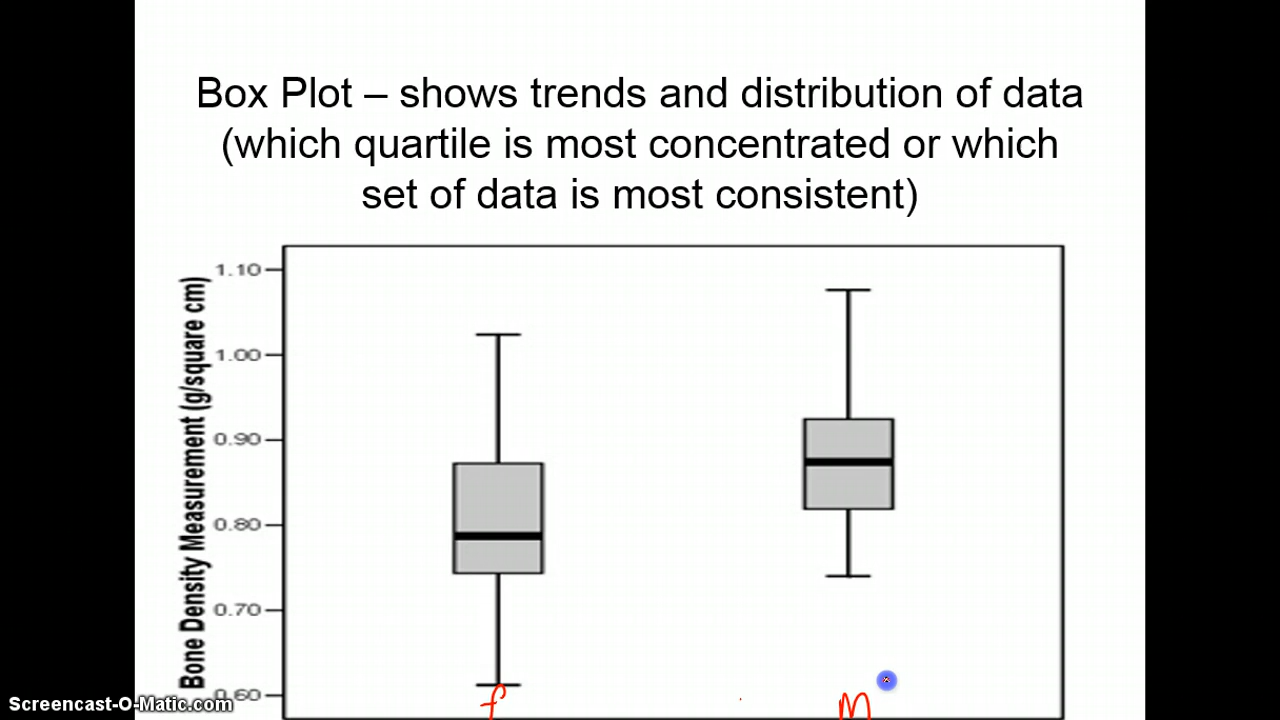 Box Plot – shows trends and distribution of data
(which quartile is most concentrated or which
set of data is most consistent)
Bone Density Measurement (g/square cm)
1.10
1.00
0.90
0.80
0.70
0.60
f
M
Screencast-O-Matic.com